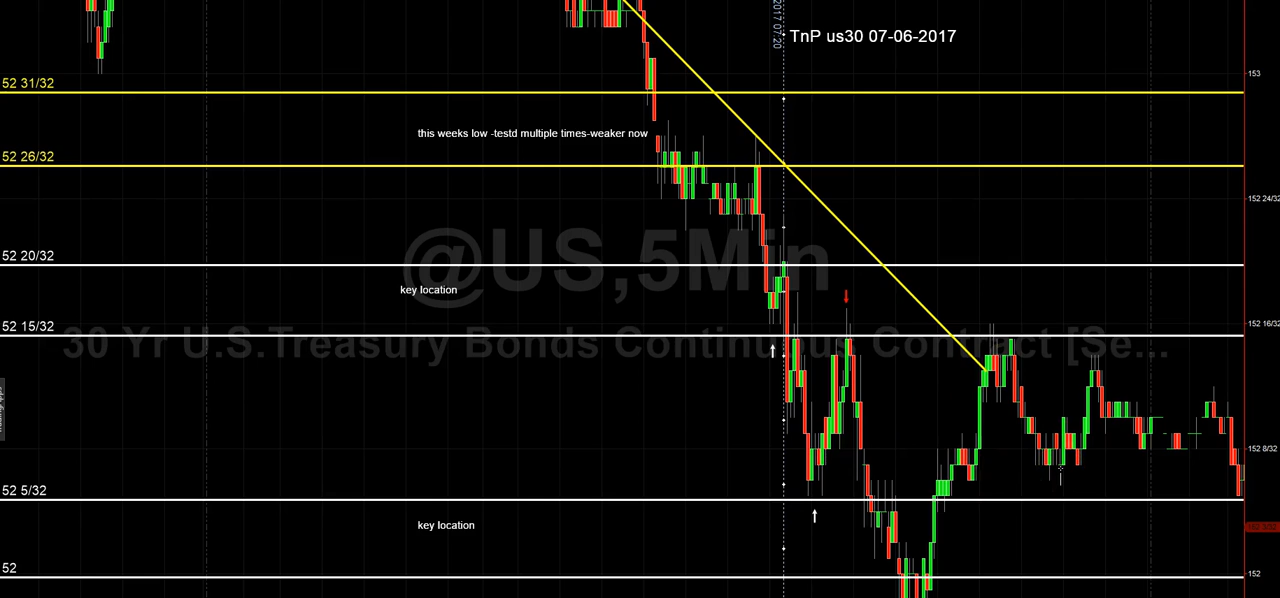 2017 07.20
TnP us30 07-06-2017
153
52 31/32
this weeks low -testd multiple times-weaker now
52 26/32
152 24/32
@US,5Min
52 20/32
key location
52 15/32
152 16/32
30 Yr U.S.Treasury Bonds Continuous Contract [Se...
152 8/32
52 5/32
key location
52
152